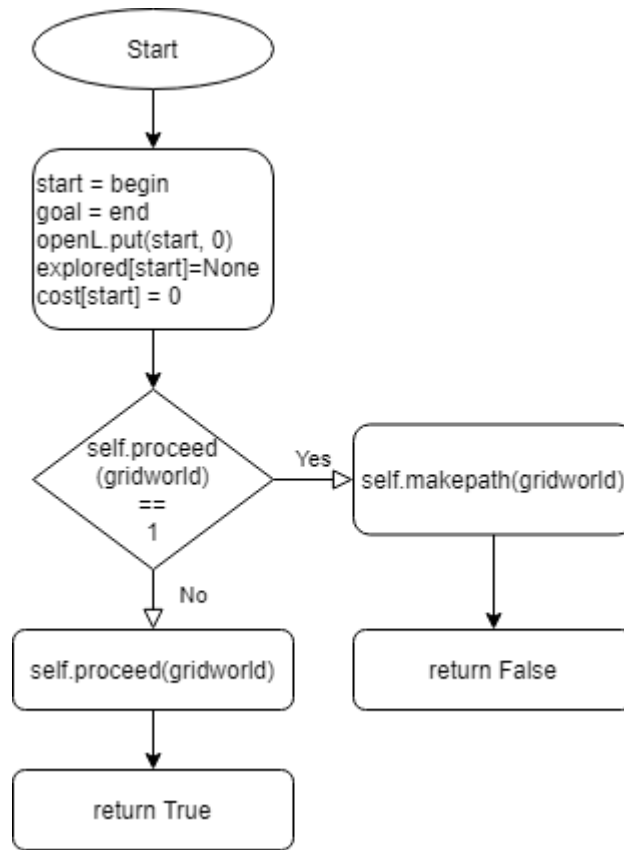 Start
start = begin
goal = end
openL.put(start, 0)
explored[start]=None
cost[start] = 0
self.proceed
(gridworld)
==
1
Yes
self.makepath(gridworld)
No
self.proceed(gridworld)
return False
return True